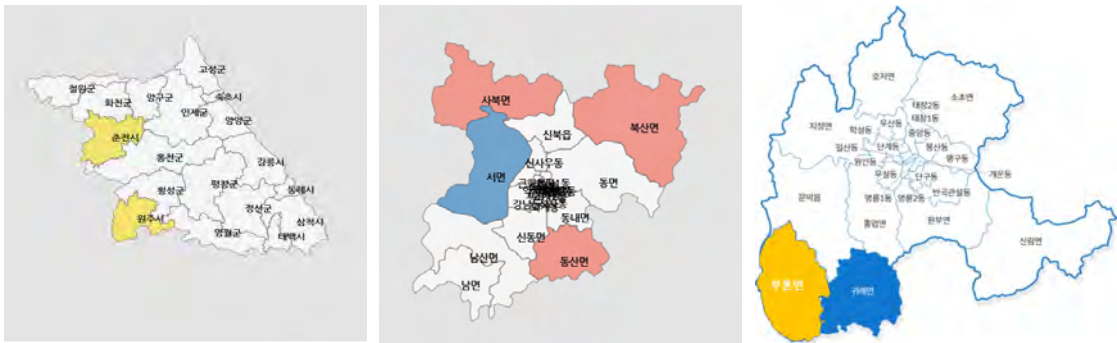 고성군
철원군
양구군
속초시
화천군
인제군
양양군
춘천시
홍천군
강릉시
횡성군
평창군
동해시
원주시
정선군
삼척시
영월군
태백시
사북면
북산면
신북읍
신사우동
서면
동면
동내면
신동면
남산면
동산면
남면
호저면
소초면
태장2동
태장1동
지정면
우산동
학성동
중앙동
일산동
단계동
봉산동
원인동
행구동
무실동
단구동
개운동
문막읍
명륜1동
명륜2동
반곡관설동
흥업면
판부면
신림면
부론면
귀래면